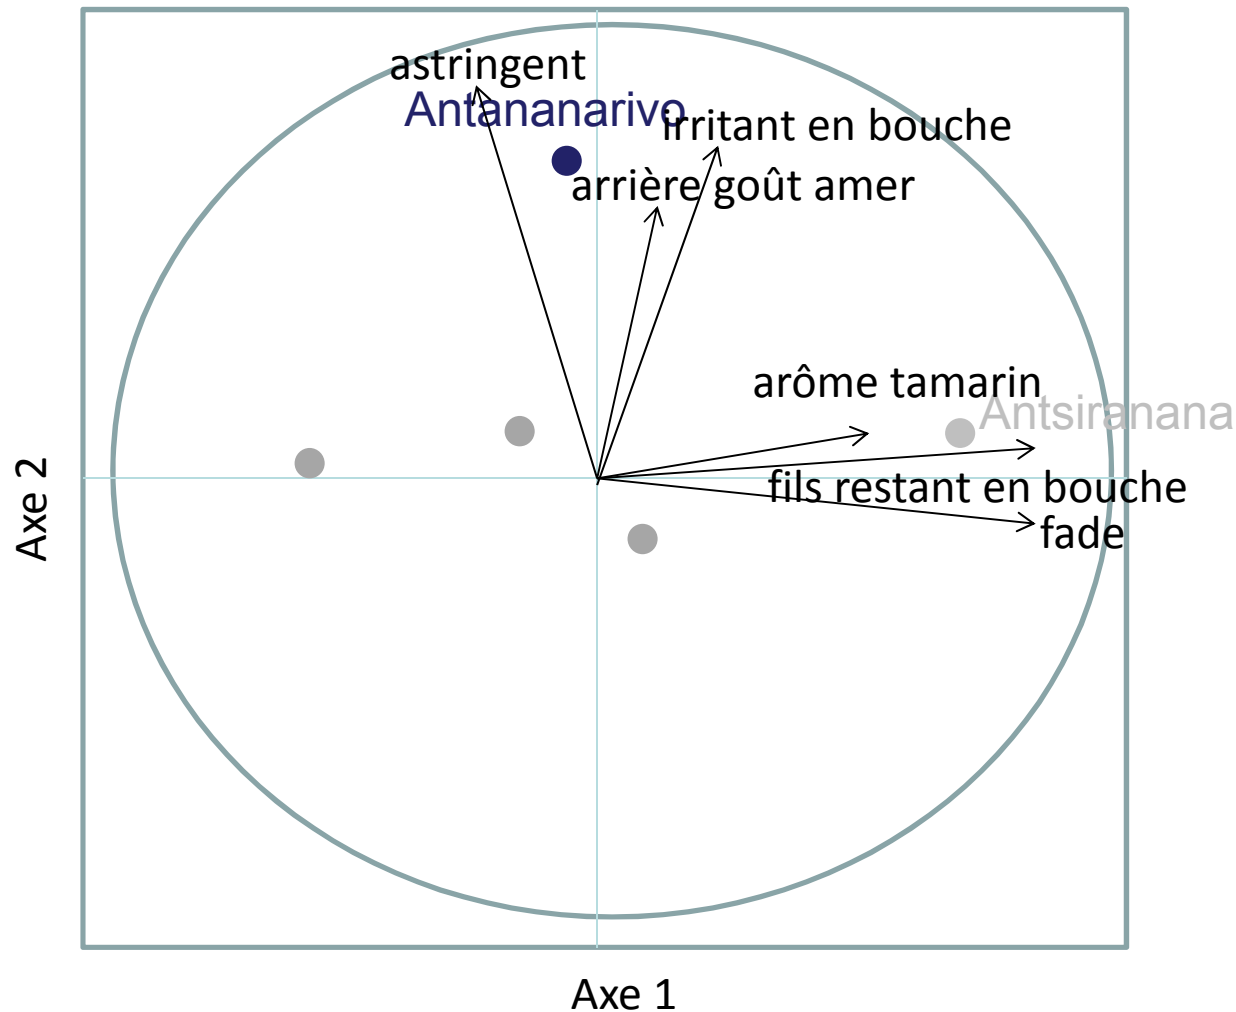 astringent
Antananarivo
irritant en bouche
arrière goût amer
arôme tamarin
Antsiranana
fils restant en bouche
fade
Axe 2
Axe 1